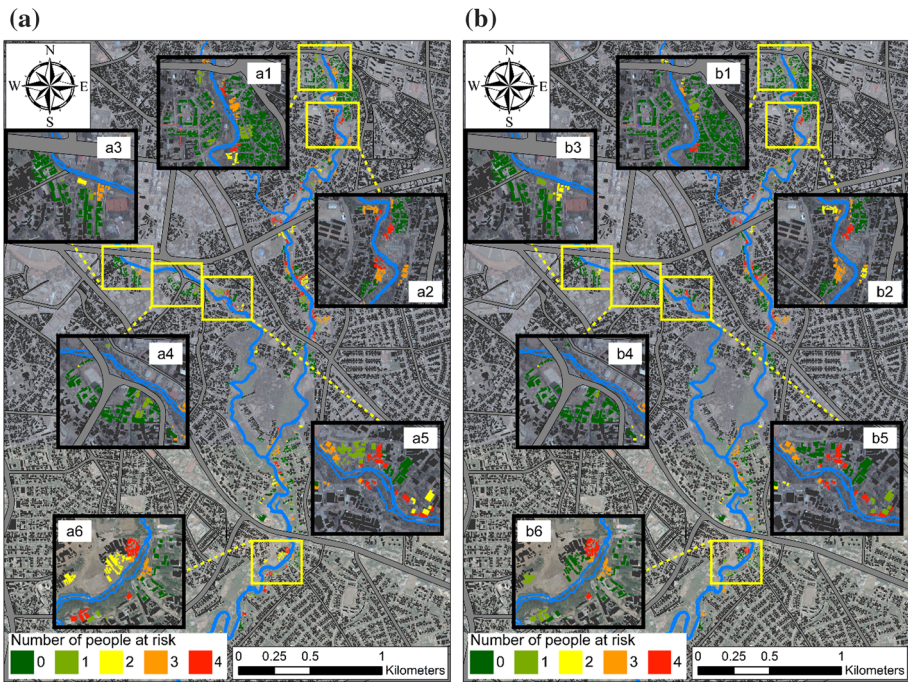 (a)
N
W E
S
a1
a3
a2
a4
a5
a6
Number of people at risk
0 1 2 3 4
0 0.25 0.5 1
Kilometers
(b)
N
W E
S
b1
b3
b2
b4
b5
b6
Number of people at risk
0 1 2 3 4
0 0.25 0.5 1
Kilometers